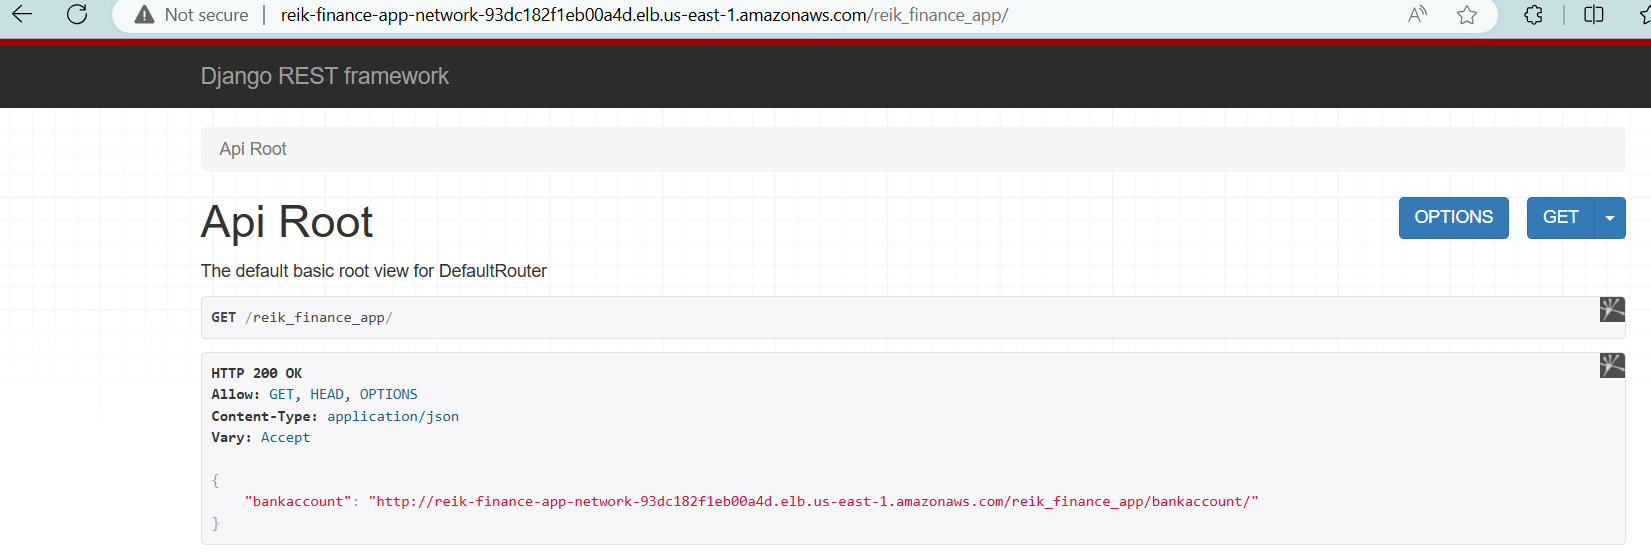 Not secure | reik-finance-app-network-93dc182f1eb00a4d.elb.us-east-1.amazonaws.com/reik_finance_app/
Django REST framework
Api Root
Api Root
OPTIONS
GET
The default basic root view for DefaultRouter
GET /reik_finance_app/
HTTP 200 OK
Allow: GET, HEAD, OPTIONS
Content-Type: application/json
Vary: Accept
{
"bankaccount": "http://reik-finance-app-network-93dc182f1eb00a4d.elb.us-east-1.amazonaws.com/reik_finance_app/bankaccount/"
}